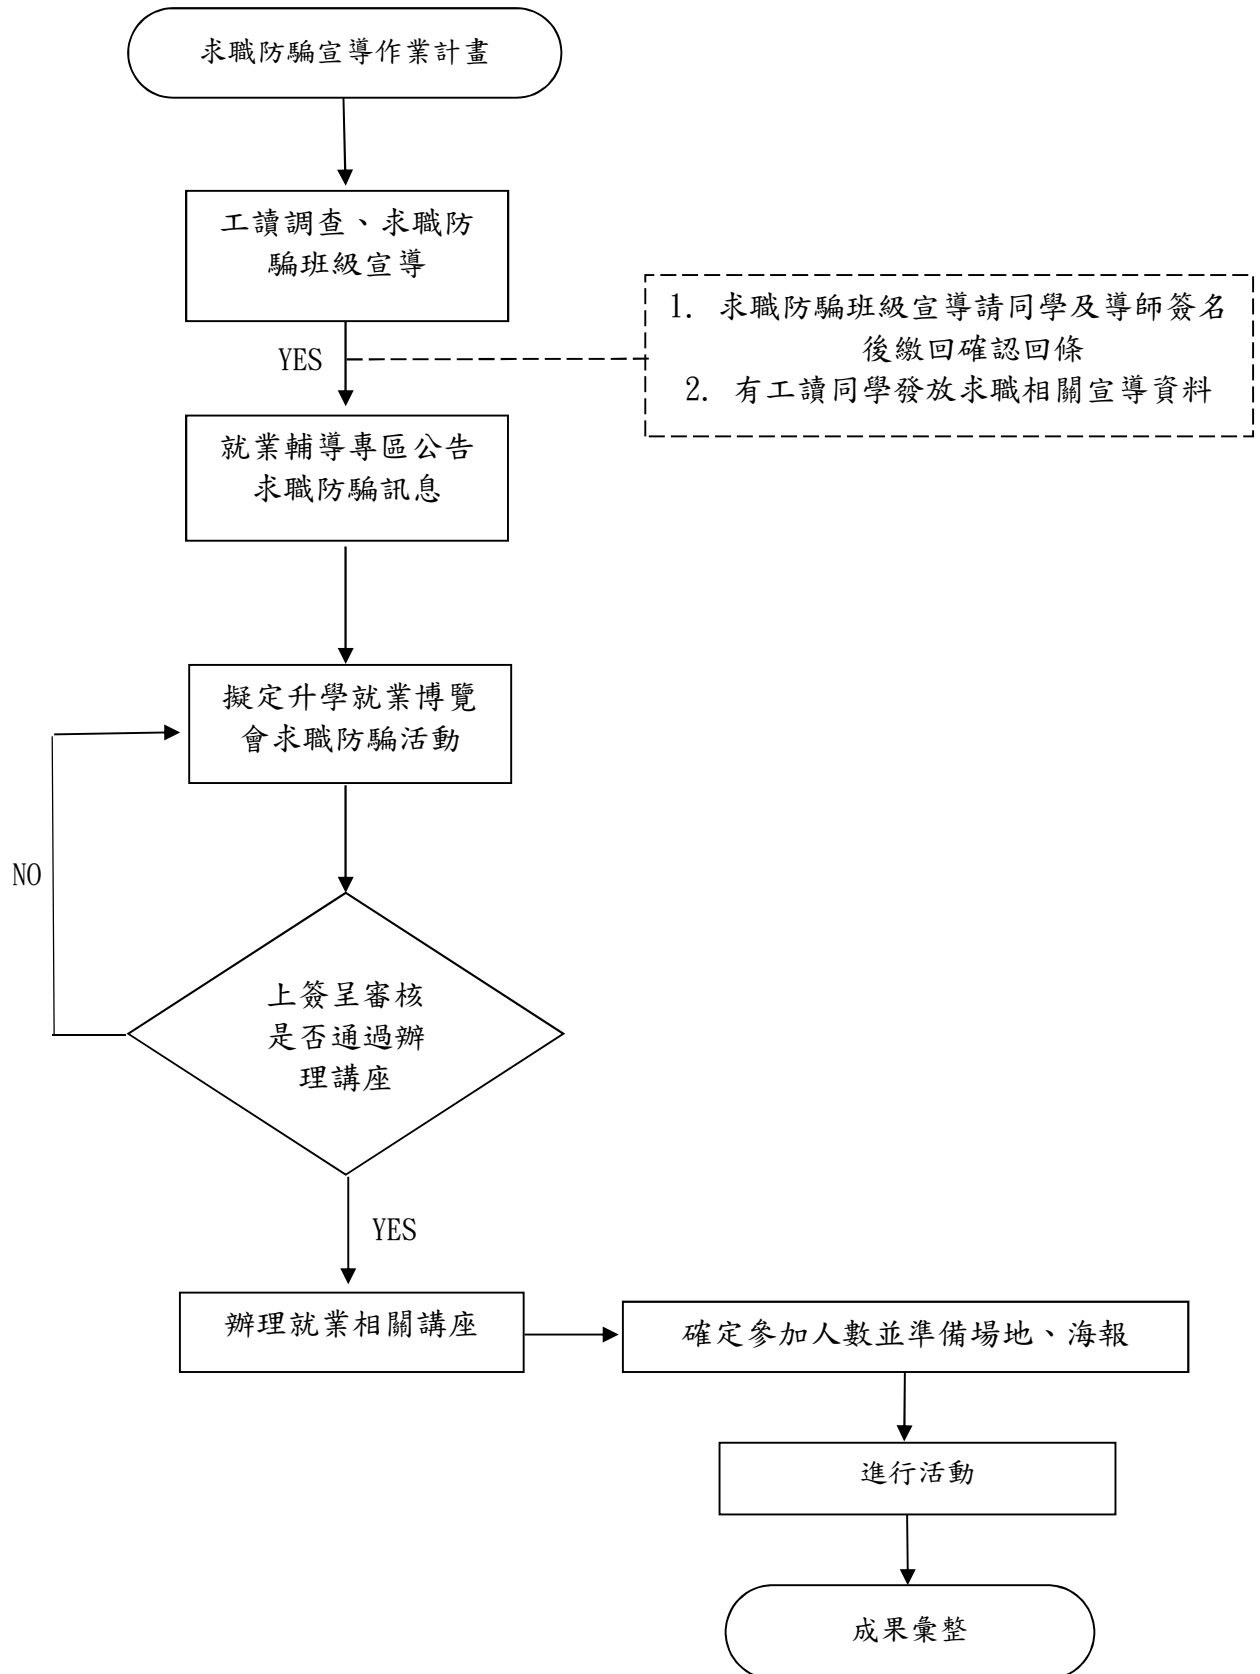 求職防騙宣導作業計畫
工讀調查、求職防
騙班級宣導
1. 求職防騙班級宣導請同學及導師簽名
後繳回確認回條
2. 有工讀同學發放求職相關宣導資料
YES
就業輔導專區公告
求職防騙訊息
擬定升學就業博覽
會求職防騙活動
NO
上簽呈審核
是否通過辦
理講座
YES
辦理就業相關講座
確定參加人數並準備場地、海報
進行活動
成果彙整